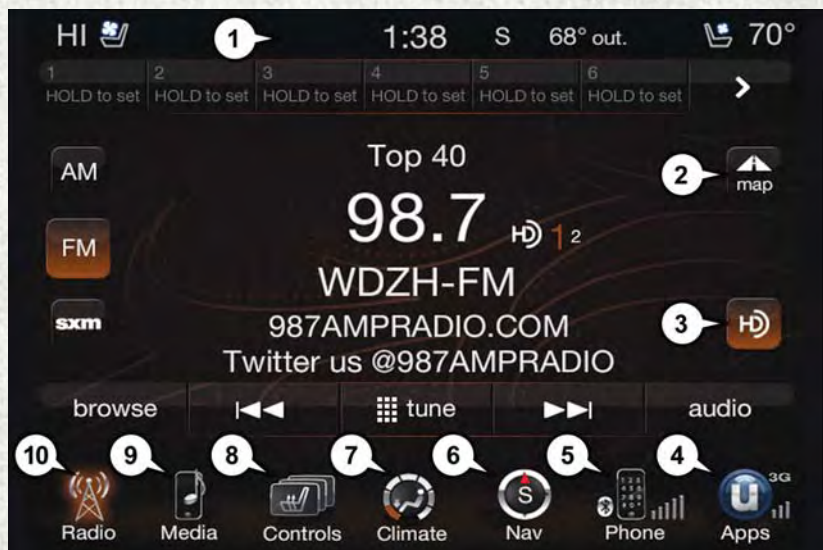 HI 1 1:38 S 68° out. 70°
1 2 3 4 5 6
HOLD to set HOLD to set HOLD to set HOLD to set HOLD to set HOLD to set
AM Top 40 2 map
98.7 HD 1 2
FM
WDZH-FM
sxm 987AMPRADIO.COM 3 HD
Twitter us @987AMPRADIO
browse tune audio
10 9 8 7 6 5 4
S u 3G
Radio Media Controls Climate Nav Phone Apps